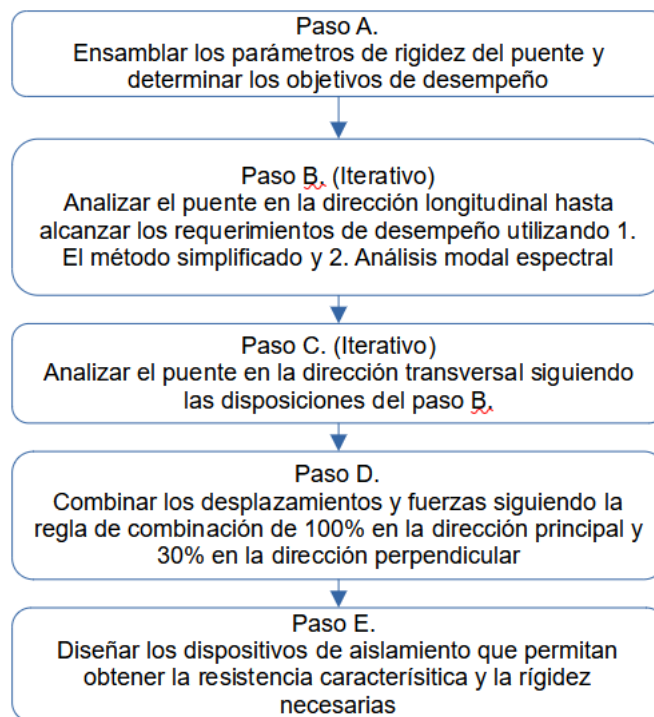 Paso A.
Ensamblar los parámetros de rigidez del puente y
determinar los objetivos de desempeño
Paso B. (Iterativo)
Analizar el puente en la dirección longitudinal hasta
alcanzar los requerimientos de desempeño utilizando 1.
El método simplificado y 2. Análisis modal espectral
Paso C. (Iterativo)
Analizar el puente en la dirección transversal siguiendo
las disposiciones del paso B.
Paso D.
Combinar los desplazamientos y fuerzas siguiendo la
regla de combinación de 100% en la dirección principal y
30% en la dirección perpendicular
Paso E.
Diseñar los dispositivos de aislamiento que permitan
obtener la resistencia caracterísitica y la rígidez
necesarias